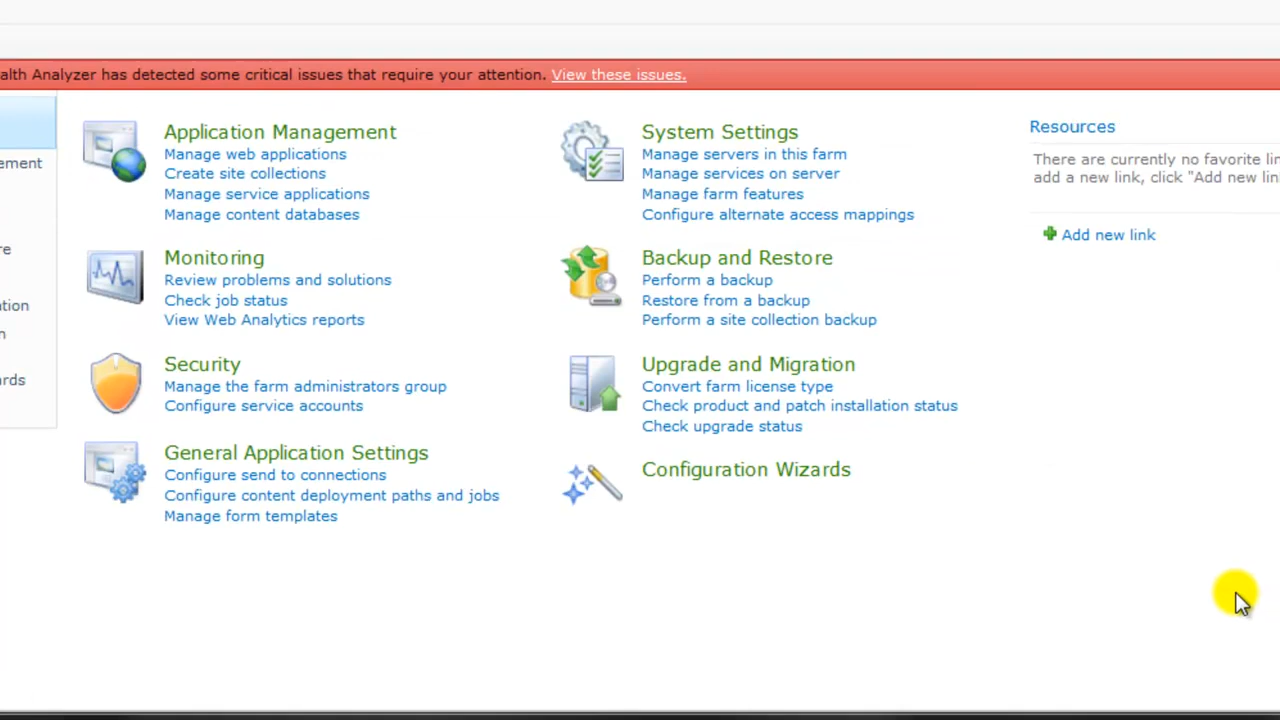 alth Analyzer has detected some critical issues that require your attention. View these issues.
ement
re
ation
n
ards
Application Management
Manage web applications
Create site collections
Manage service applications
Manage content databases
Monitoring
Review problems and solutions
Check job status
View Web Analytics reports
Security
Manage the farm administrators group
Configure service accounts
General Application Settings
Configure send to connections
Configure content deployment paths and jobs
Manage form templates
System Settings
Manage servers in this farm
Manage services on server
Manage farm features
Configure alternate access mappings
Backup and Restore
Perform a backup
Restore from a backup
Perform a site collection backup
Upgrade and Migration
Convert farm license type
Check product and patch installation status
Check upgrade status
Configuration Wizards
Resources
There are currently no favorite lin
add a new link, click "Add new lin
Add new link